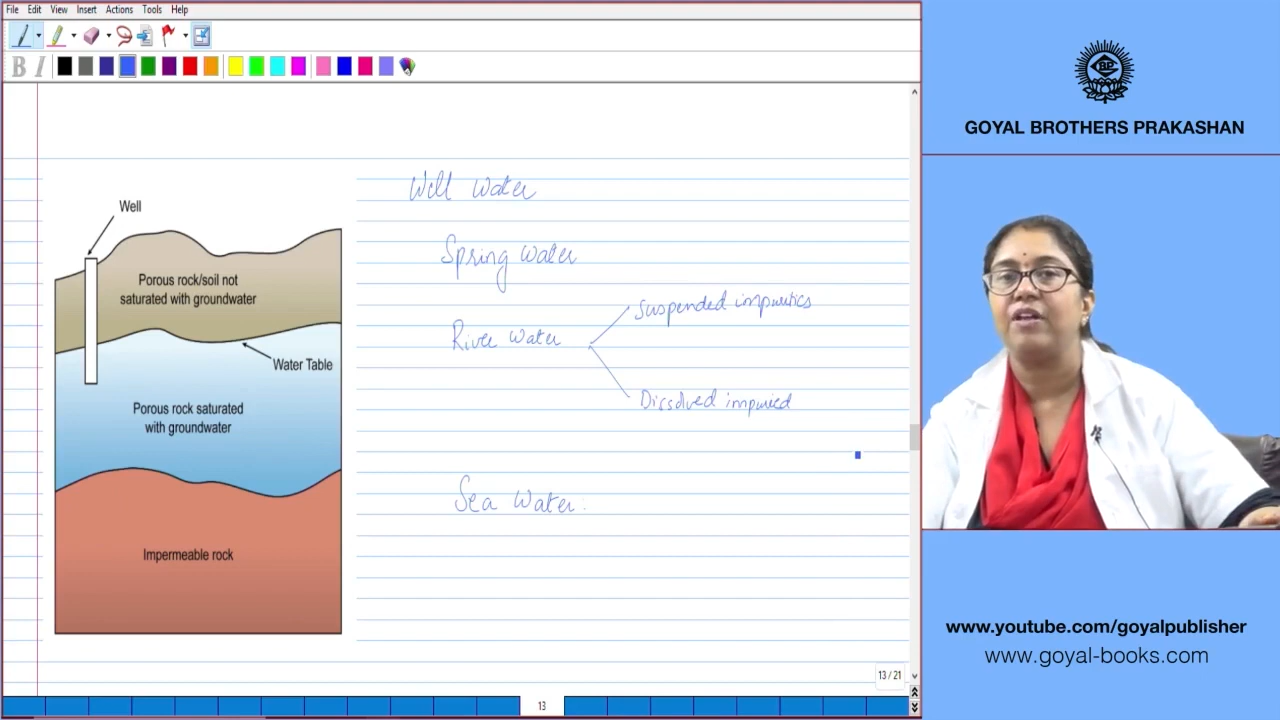 File Edit View Insert Actions Tools Help
B I
GOYAL BROTHERS PRAKASHAN
Well
Porous rock/soil not
saturated with groundwater
Water Table
Porous rock saturated
with groundwater
Impermeable rock
Well Water
Spring Water
River Water
Suspended impurities
Dissolved impuried
Sea Water:
13 / 21
13
www.youtube.com/goyalpublisher
www.goyal-books.com